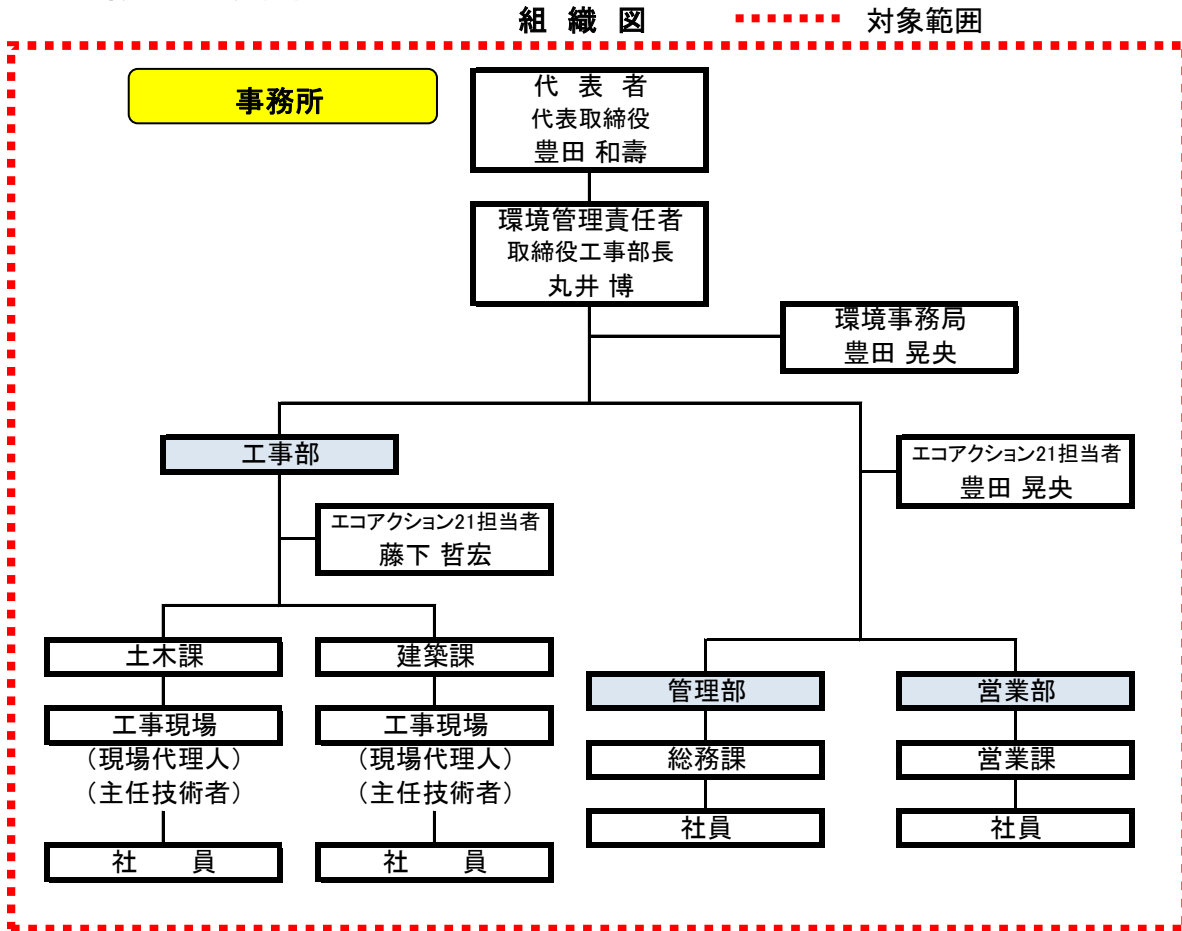 組 織 図
対象範囲
事務所
代 表 者
代表取締役
豊田 和壽
環境管理責任者
取締役工事部長
丸井 博
環境事務局
豊田 晃央
工事部
エコアクション21担当者
豊田 晃央
エコアクション21担当者
藤下 哲宏
土木課
建築課
管理部
営業部
工事現場
(現場代理人)
(主任技術者)
工事現場
(現場代理人)
(主任技術者)
総務課
営業課
社員
社員
社 員
社 員